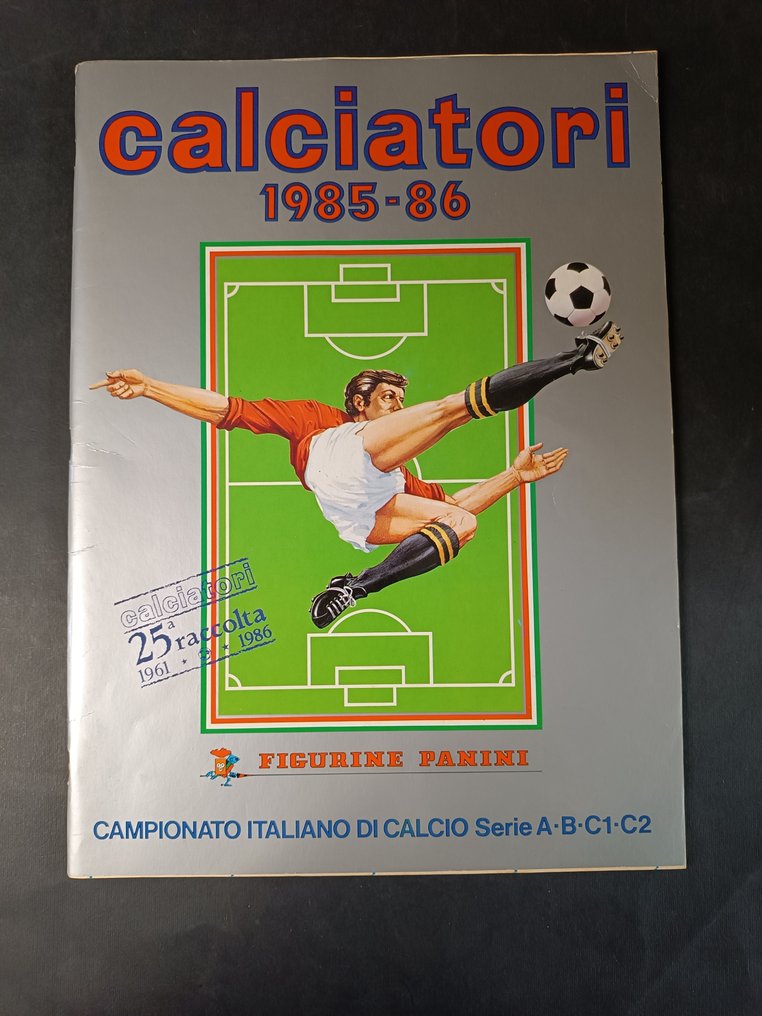 calciatori
1985-86
calciatori
25ª raccolta
1961 * * 1986
FIGURINE PANINI
CAMPIONATO ITALIANO DI CALCIO Serie A·B·C1·C2